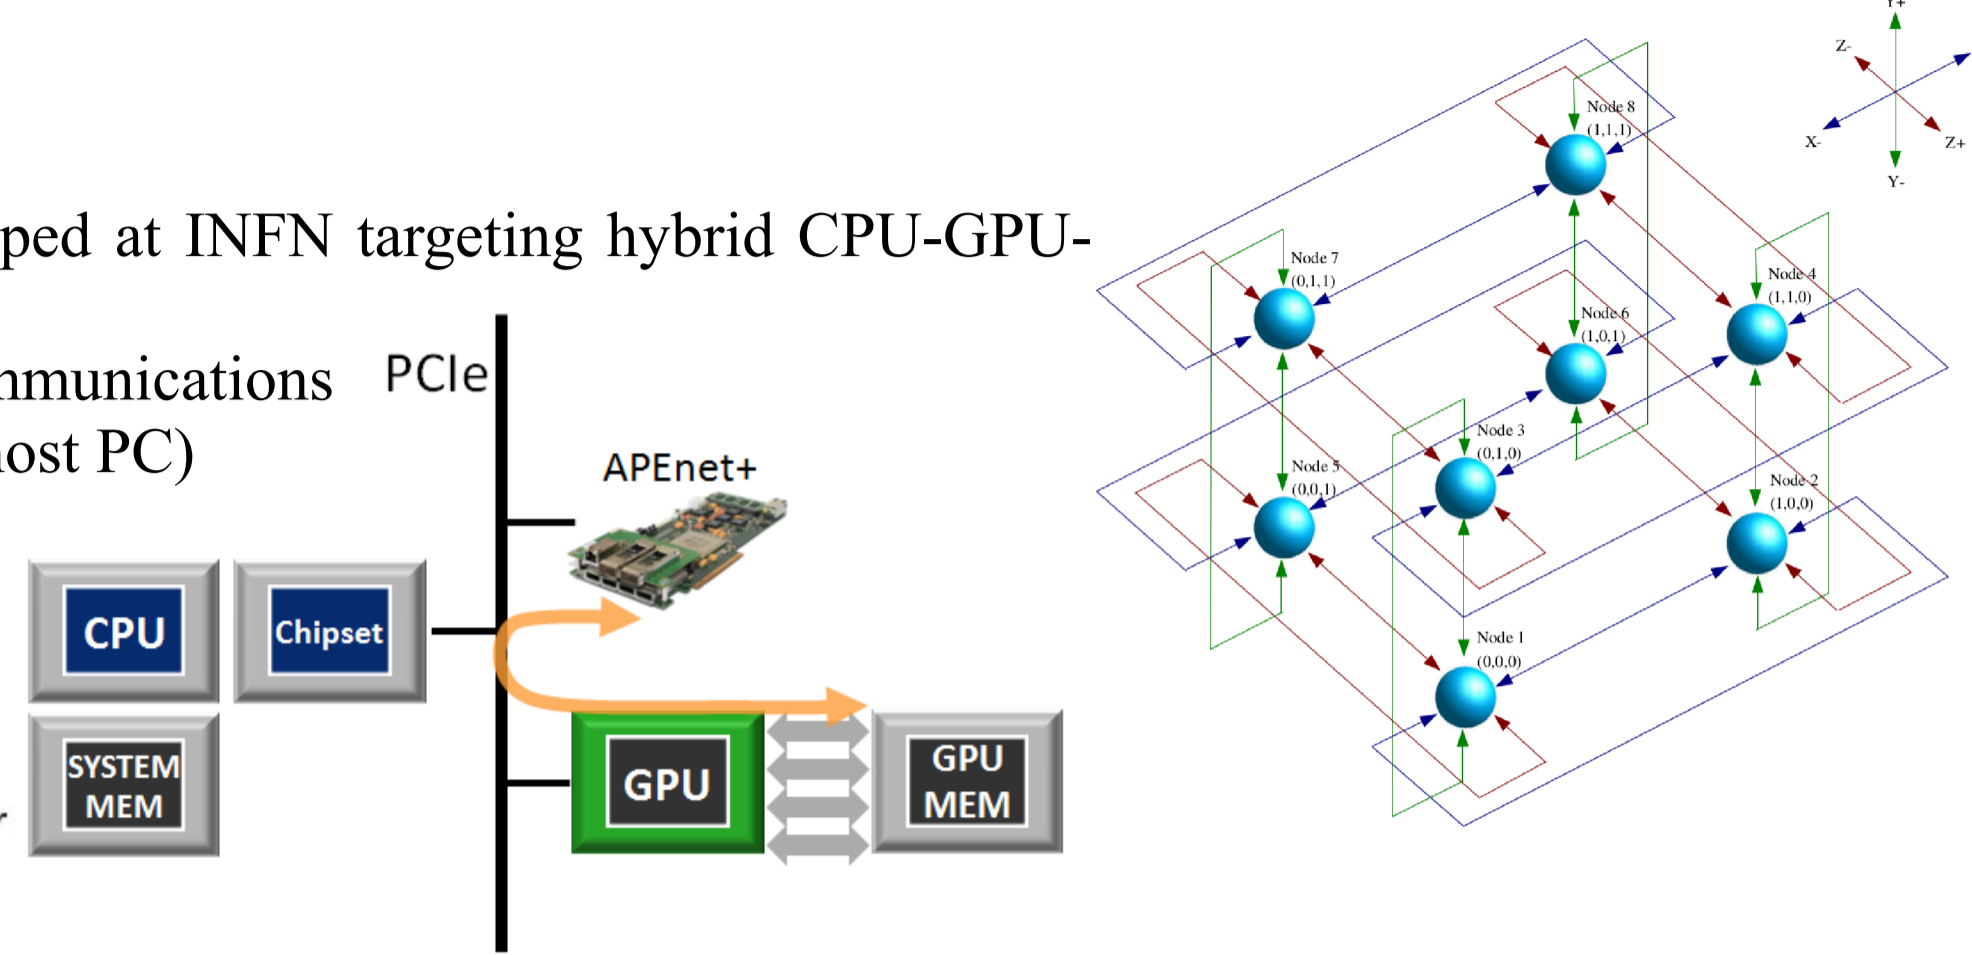 ped at INFN targeting hybrid CPU-GPU-
mmunications
host PC)
PCIe
APEnet+
CPU
Chipset
SYSTEM
MEM
GPU
GPU
MEM
Y+
Z-
X-
Z+
Y-
Node 8
(1,1,1)
Node 7
(0,1,1)
Node 4
(1,1,0)
Node 6
(1,0,1)
Node 3
(0,1,0)
Node 5
(0,0,1)
Node 2
(1,0,0)
Node 1
(0,0,0)